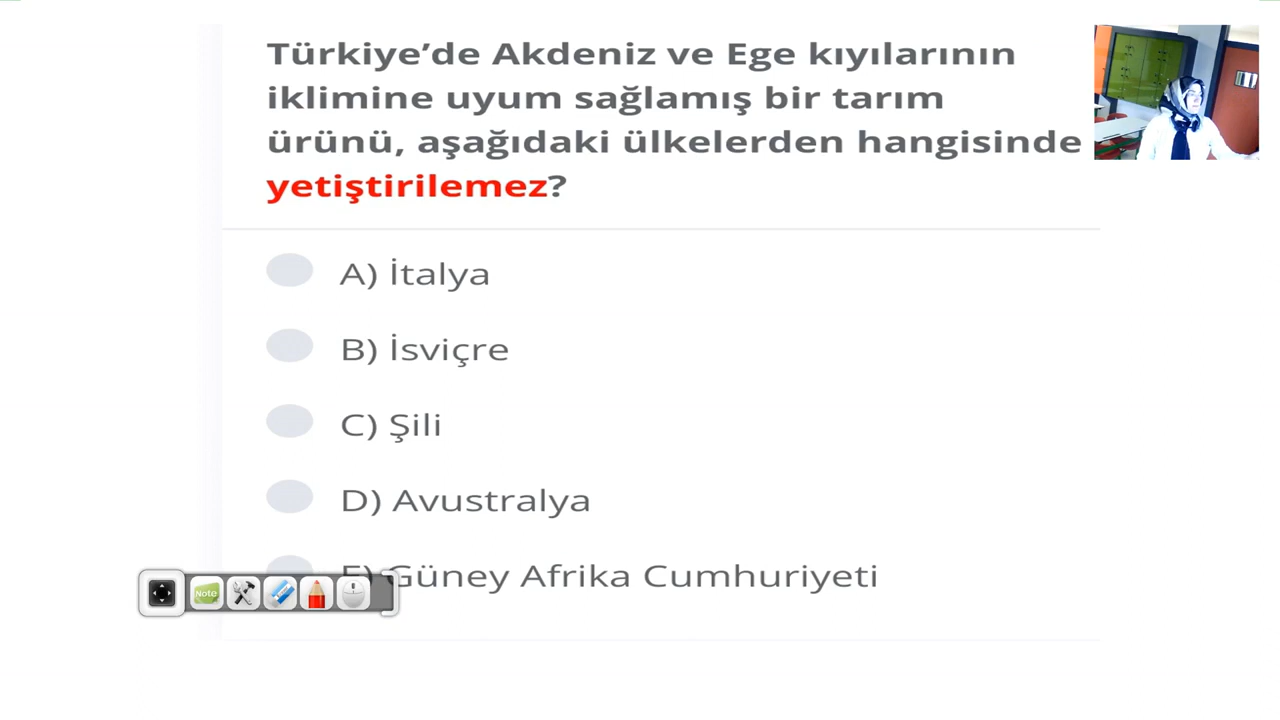 Türkiye’de Akdeniz ve Ege kıyılarının
iklimine uyum sağlamış bir tarım
ürünü, aşağıdaki ülkelerden hangisinde
yetiştirilemez?
A) İtalya
B) İsviçre
C) Şili
D) Avustralya
E) Güney Afrika Cumhuriyeti
Note